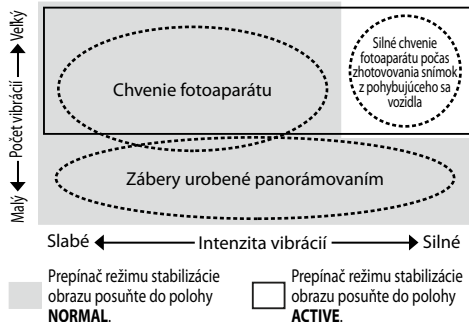 Velký
Počet vibrácií
Malý
Chvenie fotoaparátu
Silné chvenie
fotoaparátu počas
zhotovovania snímok
z pohybujúceho sa
vozidla
Zábery urobené panorámovaním
Slabé Intenzita vibrácií Silné
Prepínač režimu stabilizácie
obrazu posuňte do polohy
NORMAL.
Prepínač režimu stabilizácie
obrazu posuňte do polohy
ACTIVE.